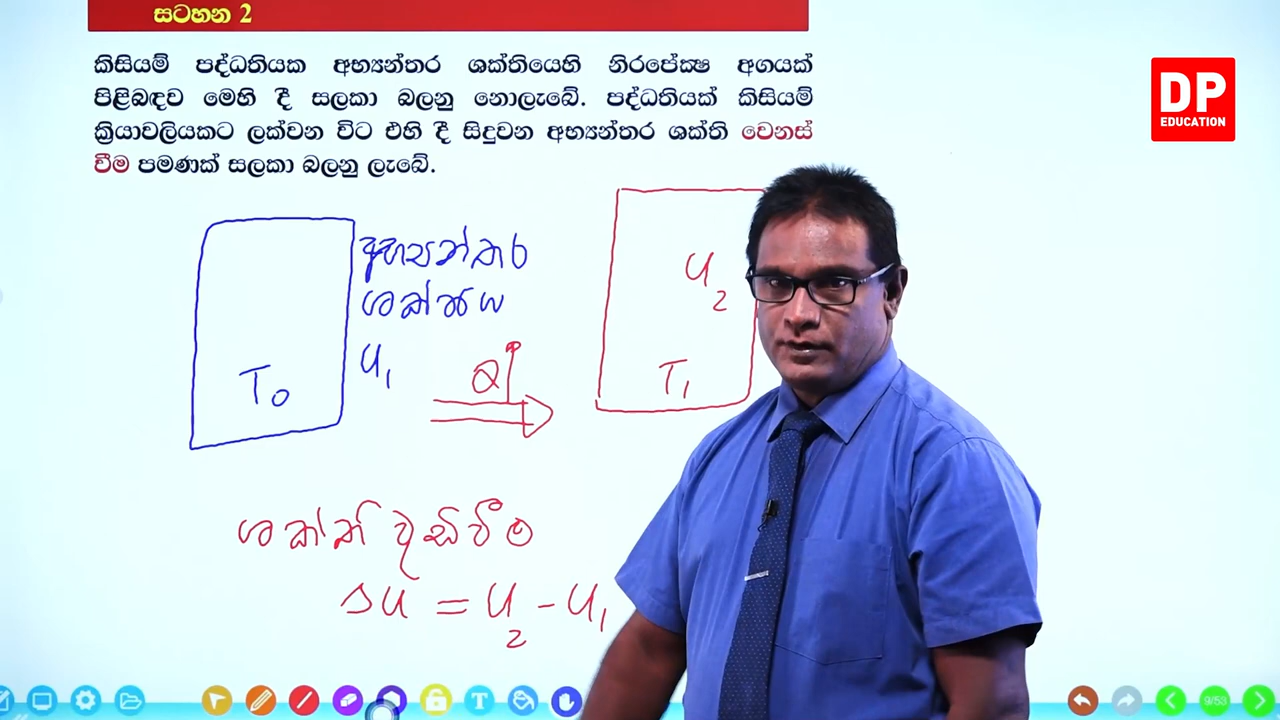 සටහන 2
DP
EDUCATION
කිසියම් පද්ධතියක අභ්‍යන්තර ශක්තියෙහි නිරපේක්‍ෂ අගයක්
පිළිබඳව මෙහි දී සලකා බලනු නොලැබේ. පද්ධතියක් කිසියම්
ක්‍රියාවලියකට ලක්වන විට එහි දී සිදුවන අභ්‍යන්තර ශක්ති වෙනස්
වීම පමණක් සලකා බලනු ලැබේ.
අභ්‍යන්තර
ශක්තිය
U₁
T₀
Q
U₂
T₁
ශක්ති වැඩිවීම
ΔU = U₂ - U₁
T
9/53